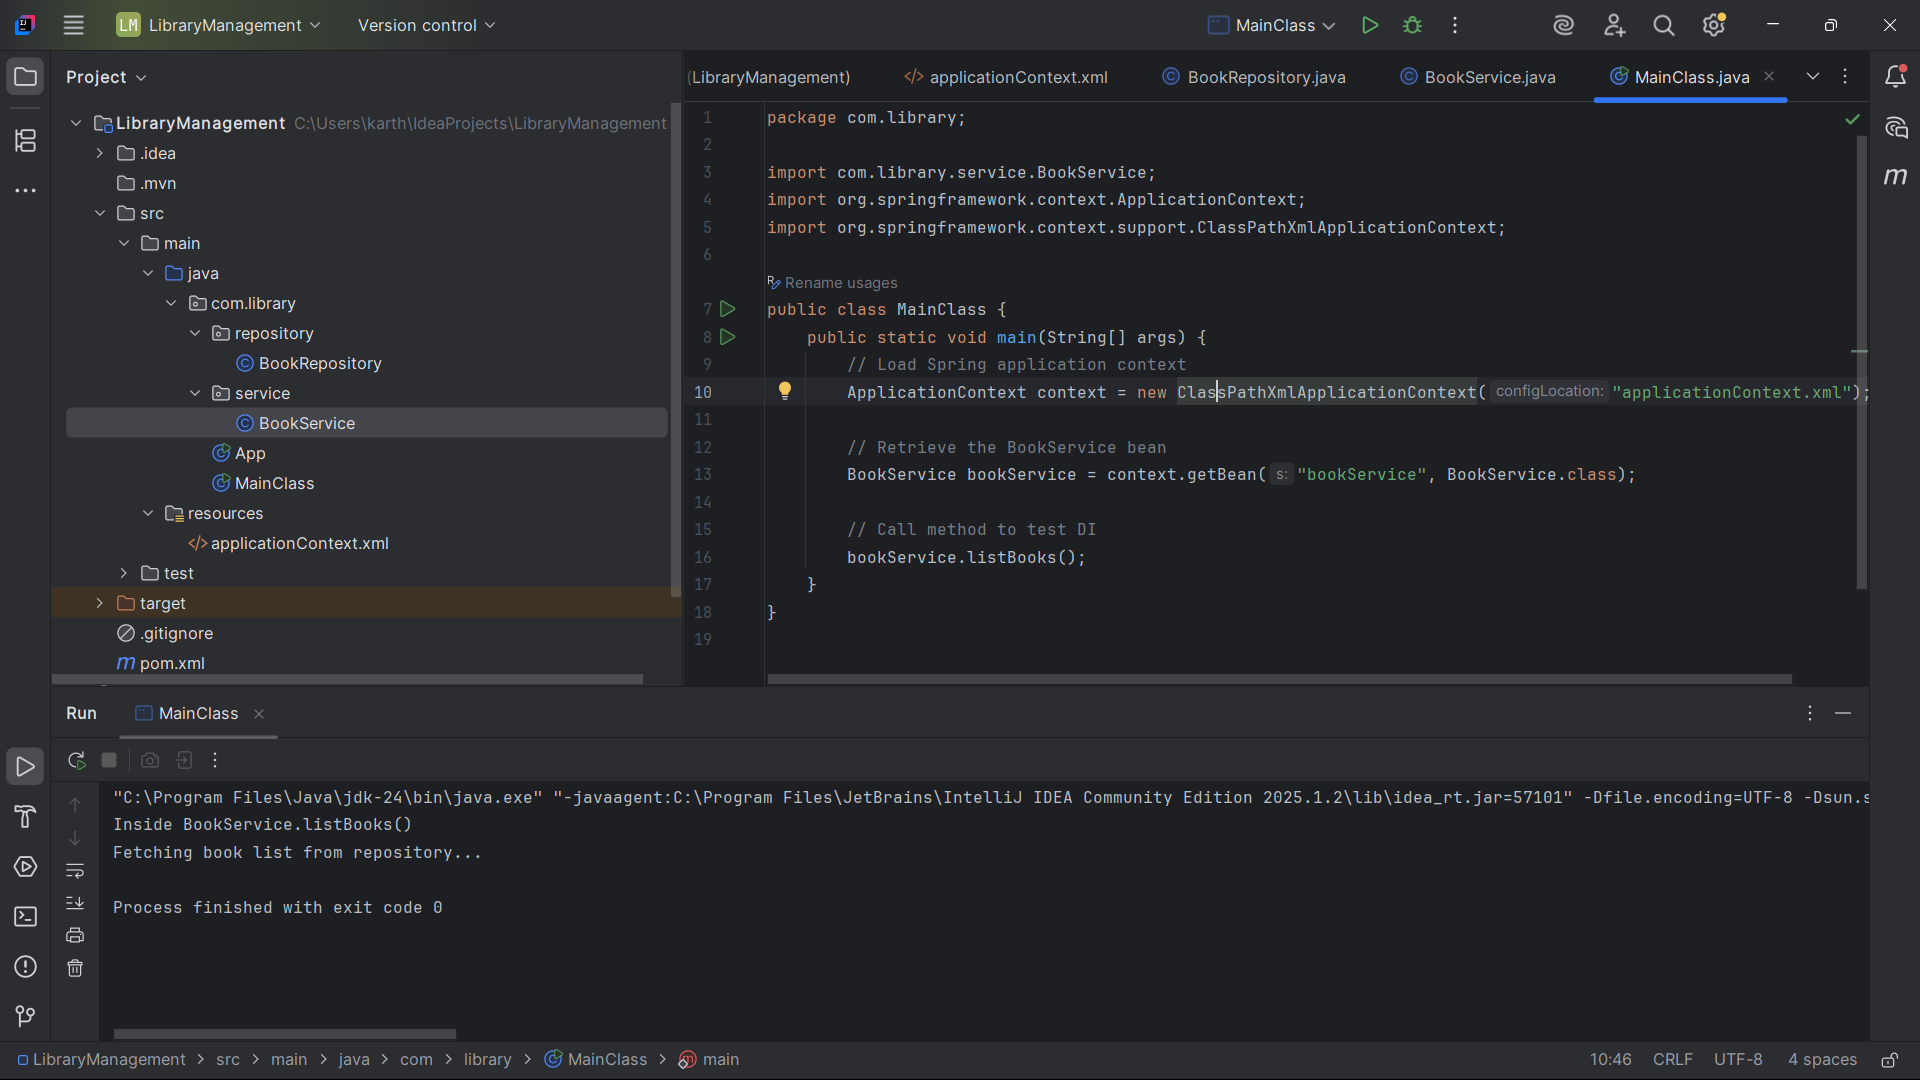 LM LibraryManagement Version control MainClass
Project
(LibraryManagement) applicationContext.xml BookRepository.java BookService.java MainClass.java
LibraryManagement C:\Users\karth\IdeaProjects\LibraryManagement
.idea
.mvn
src
main
java
com.library
repository
BookRepository
service
BookService
App
MainClass
resources
applicationContext.xml
test
target
.gitignore
pom.xml
1 package com.library;
2
3 import com.library.service.BookService;
4 import org.springframework.context.ApplicationContext;
5 import org.springframework.context.support.ClassPathXmlApplicationContext;
6
Rename usages
7 public class MainClass {
8 public static void main(String[] args) {
9 // Load Spring application context
10 ApplicationContext context = new ClassPathXmlApplicationContext( configLocation: "applicationContext.xml");
11
12 // Retrieve the BookService bean
13 BookService bookService = context.getBean( s: "bookService", BookService.class);
14
15 // Call method to test DI
16 bookService.listBooks();
17 }
18 }
19
Run MainClass
"C:\Program Files\Java\jdk-24\bin\java.exe" "-javaagent:C:\Program Files\JetBrains\IntelliJ IDEA Community Edition 2025.1.2\lib\idea_rt.jar=57101" -Dfile.encoding=UTF-8 -Dsun.s
Inside BookService.listBooks()
Fetching book list from repository...
Process finished with exit code 0
LibraryManagement > src > main > java > com > library > MainClass > main 10:46 CRLF UTF-8 4 spaces